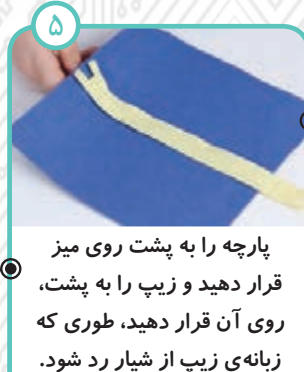 ۵
پارچه را به پشت روی میز
قرار دهید و زیپ را به پشت،
روی آن قرار دهید، طوری که
زبانه‌ی زیپ از شیار رد شود.